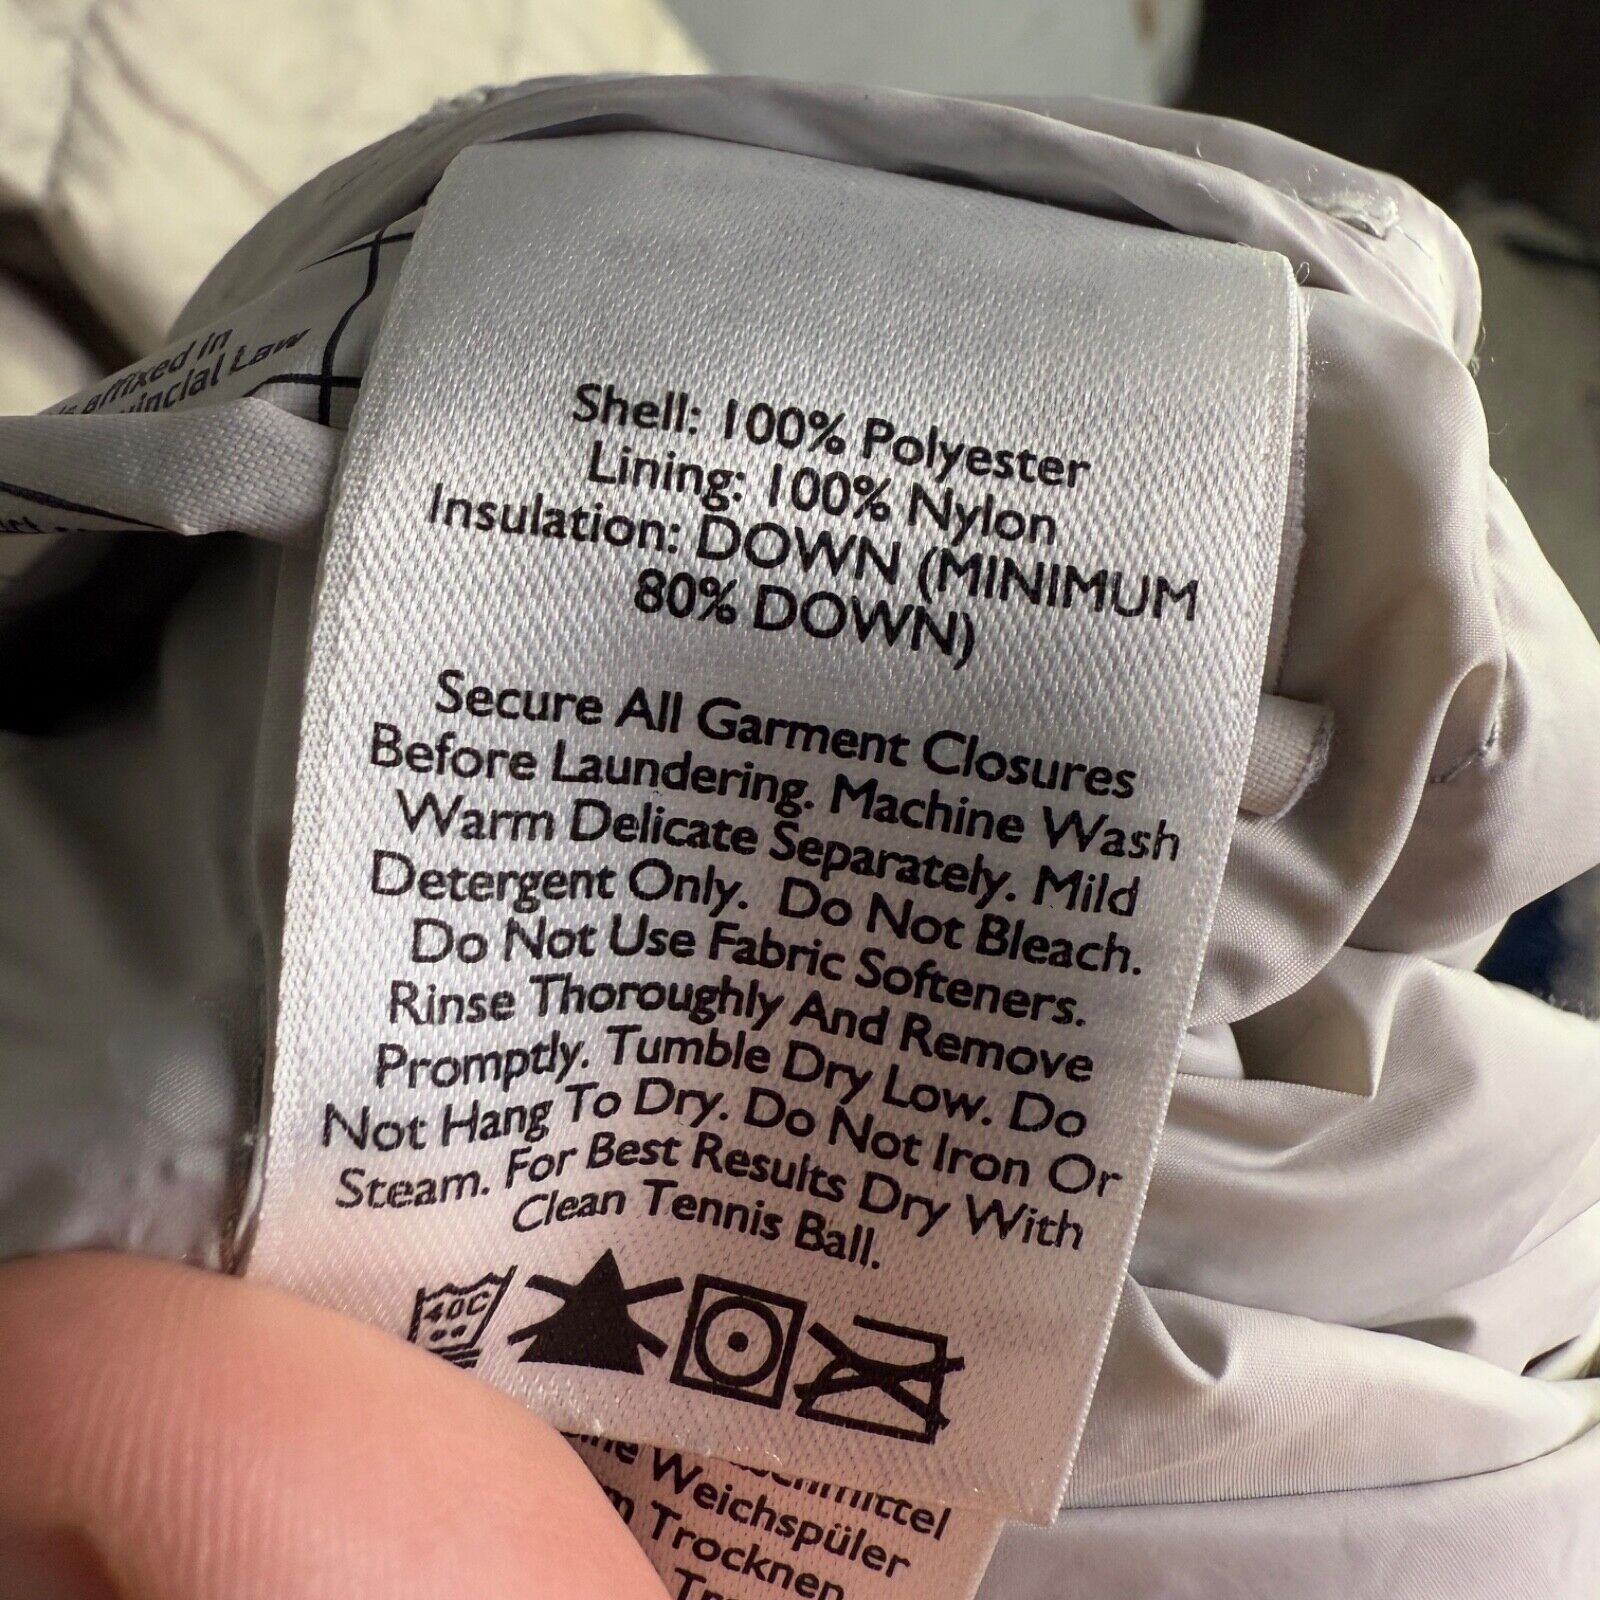 affixed in
Law
Shell: 100% Polyester
Lining: 100% Nylon
Insulation: DOWN (MINIMUM
80% DOWN)
Secure All Garment Closures
Before Laundering. Machine Wash
Warm Delicate Separately. Mild
Detergent Only. Do Not Bleach.
Do Not Use Fabric Softeners.
Rinse Thoroughly And Remove
Promptly. Tumble Dry Low. Do
Not Hang To Dry. Do Not Iron Or
Steam. For Best Results Dry With
Clean Tennis Ball.
40C
Weichspüler
Trocknen